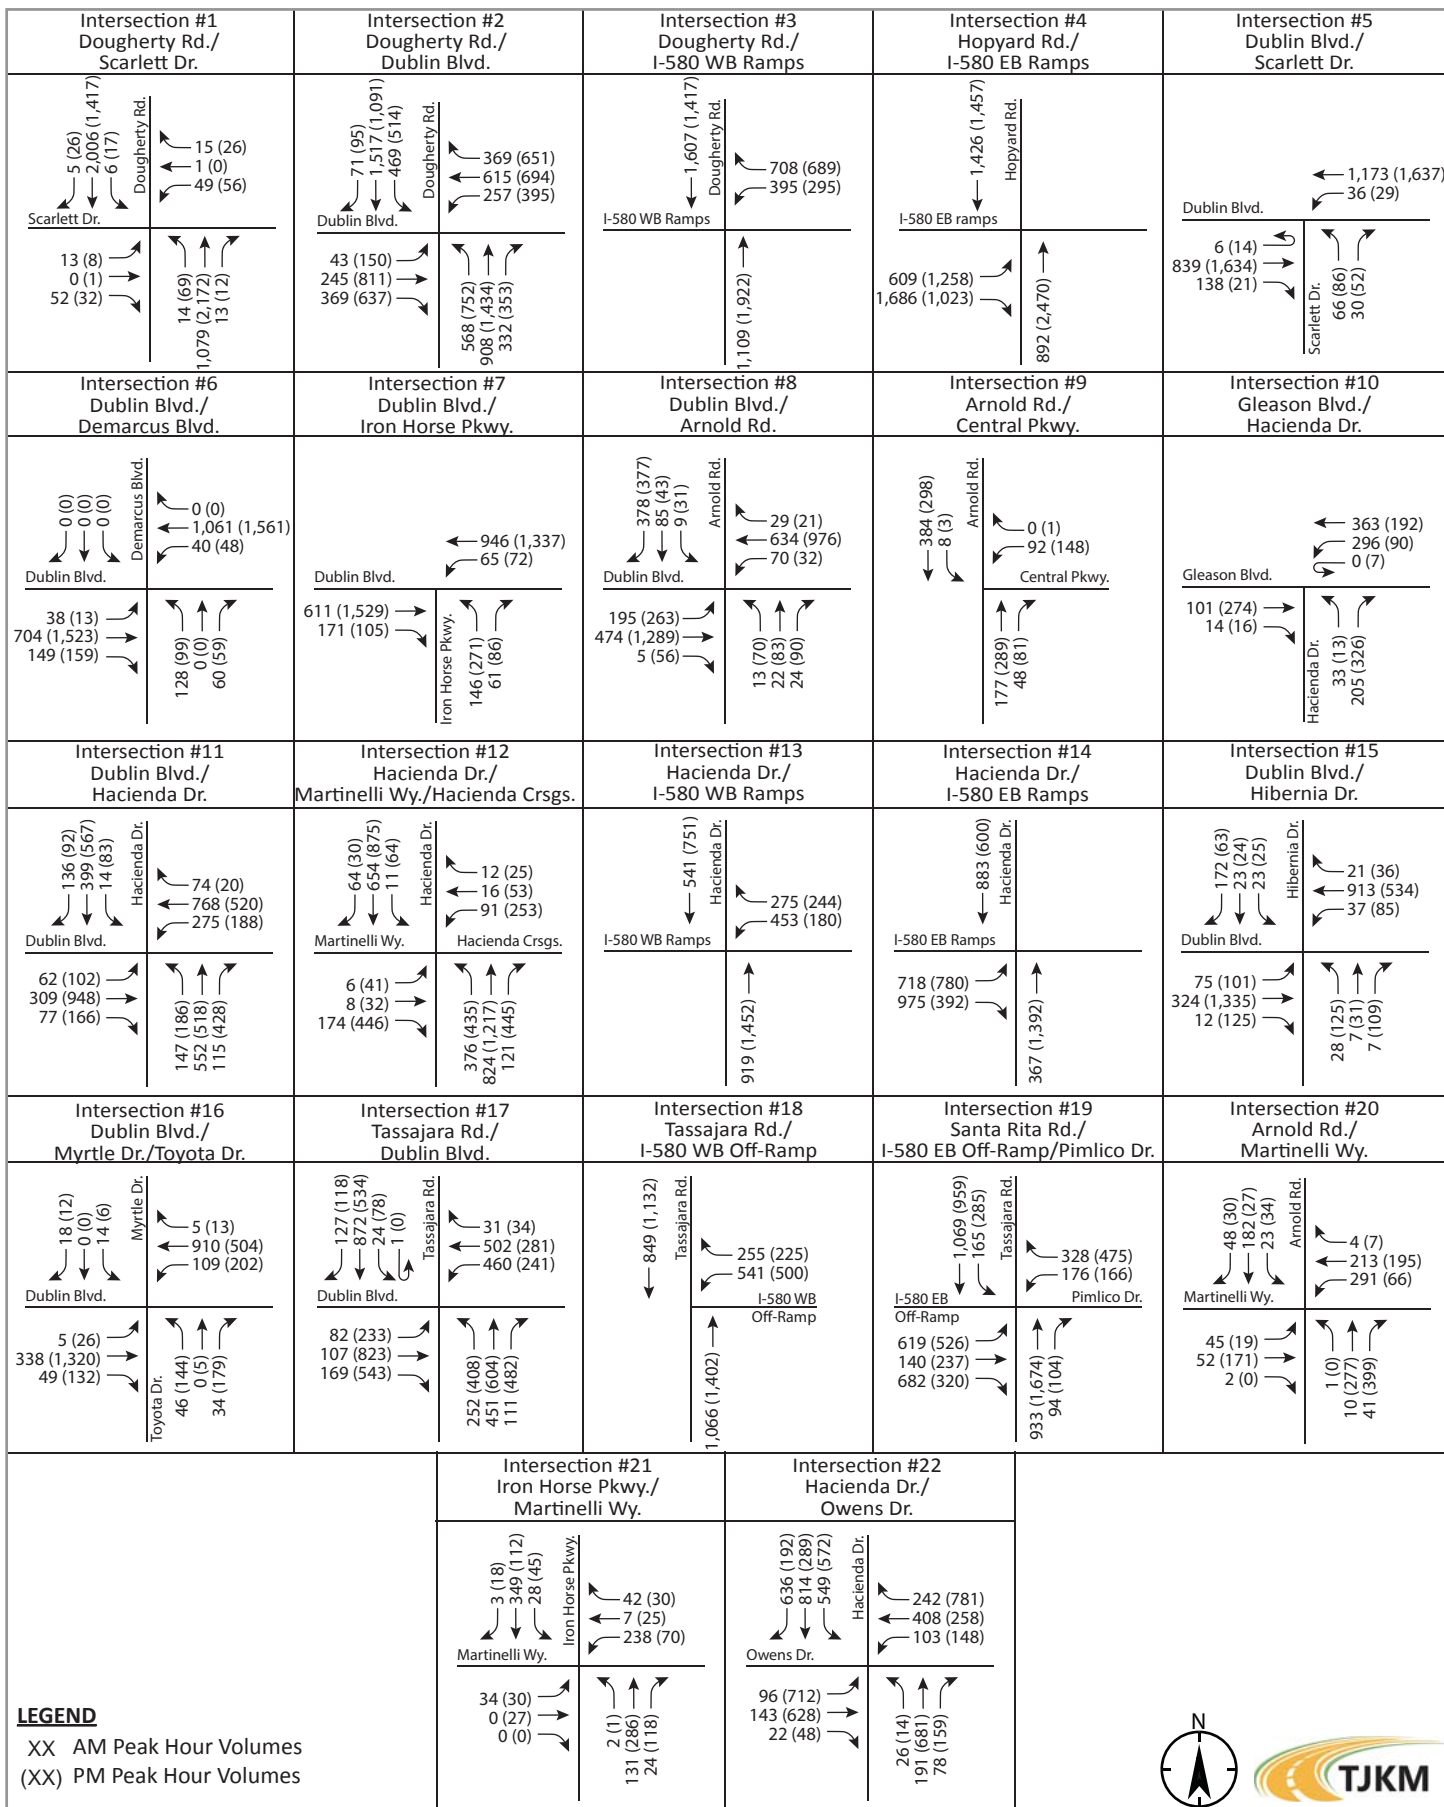 Intersection #1
Dougherty Rd./
Scarlett Dr.
5 (26)
2,006 (1,417)
6 (17)
Dougherty Rd.
15 (26)
1 (0)
49 (56)
Scarlett Dr.
13 (8)
0 (1)
52 (32)
14 (69)
1,079 (2,172)
13 (12)
Intersection #2
Dougherty Rd./
Dublin Blvd.
71 (95)
1,517 (1,091)
469 (514)
Dougherty Rd.
369 (651)
615 (694)
257 (395)
Dublin Blvd.
43 (150)
245 (811)
369 (637)
568 (752)
908 (1,434)
332 (353)
Intersection #3
Dougherty Rd./
I-580 WB Ramps
1,607 (1,417)
Dougherty Rd.
708 (689)
395 (295)
I-580 WB Ramps
1,109 (1,922)
Intersection #4
Hopyard Rd./
I-580 EB Ramps
1,426 (1,457)
Hopyard Rd.
I-580 EB ramps
609 (1,258)
1,686 (1,023)
892 (2,470)
Intersection #5
Dublin Blvd./
Scarlett Dr.
1,173 (1,637)
36 (29)
Dublin Blvd.
6 (14)
839 (1,634)
138 (21)
Scarlett Dr.
66 (86)
30 (52)
Intersection #6
Dublin Blvd./
Demarcus Blvd.
0 (0)
0 (0)
0 (0)
Demarcus Blvd.
0 (0)
1,061 (1,561)
40 (48)
Dublin Blvd.
38 (13)
704 (1,523)
149 (159)
128 (99)
0 (0)
60 (59)
Intersection #7
Dublin Blvd./
Iron Horse Pkwy.
946 (1,337)
65 (72)
Dublin Blvd.
611 (1,529)
171 (105)
Iron Horse Pkwy.
146 (271)
61 (86)
Intersection #8
Dublin Blvd./
Arnold Rd.
378 (377)
85 (43)
9 (31)
Arnold Rd.
29 (21)
634 (976)
70 (32)
Dublin Blvd.
195 (263)
474 (1,289)
5 (56)
13 (70)
22 (83)
24 (90)
Intersection #9
Arnold Rd./
Central Pkwy.
384 (298)
8 (3)
Arnold Rd.
0 (1)
92 (148)
Central Pkwy.
177 (289)
48 (81)
Intersection #10
Gleason Blvd./
Hacienda Dr.
363 (192)
296 (90)
0 (7)
Gleason Blvd.
101 (274)
14 (16)
Hacienda Dr.
33 (13)
205 (326)
Intersection #11
Dublin Blvd./
Hacienda Dr.
136 (92)
399 (567)
14 (83)
Hacienda Dr.
74 (20)
768 (520)
275 (188)
Dublin Blvd.
62 (102)
309 (948)
77 (166)
147 (186)
552 (518)
115 (428)
Intersection #12
Hacienda Dr./
Martinelli Wy./Hacienda Crsgs.
64 (30)
654 (875)
11 (64)
Hacienda Dr.
12 (25)
16 (53)
91 (253)
Martinelli Wy.
Hacienda Crsgs.
6 (41)
8 (32)
174 (446)
376 (435)
824 (1,217)
121 (445)
Intersection #13
Hacienda Dr./
I-580 WB Ramps
541 (751)
Hacienda Dr.
275 (244)
453 (180)
I-580 WB Ramps
919 (1,452)
Intersection #14
Hacienda Dr./
I-580 EB Ramps
883 (600)
Hacienda Dr.
I-580 EB Ramps
718 (780)
975 (392)
367 (1,392)
Intersection #15
Dublin Blvd./
Hibernia Dr.
172 (63)
23 (24)
23 (25)
Hibernia Dr.
21 (36)
913 (534)
37 (85)
Dublin Blvd.
75 (101)
324 (1,335)
12 (125)
28 (125)
7 (31)
7 (109)
Intersection #16
Dublin Blvd./
Myrtle Dr./Toyota Dr.
18 (12)
0 (0)
14 (6)
Myrtle Dr.
5 (13)
910 (504)
109 (202)
Dublin Blvd.
5 (26)
338 (1,320)
49 (132)
Toyota Dr.
46 (144)
0 (5)
34 (179)
Intersection #17
Tassajara Rd./
Dublin Blvd.
127 (118)
872 (534)
24 (78)
1 (0)
Tassajara Rd.
31 (34)
502 (281)
460 (241)
Dublin Blvd.
82 (233)
107 (823)
169 (543)
252 (408)
451 (604)
111 (482)
Intersection #18
Tassajara Rd./
I-580 WB Off-Ramp
849 (1,132)
Tassajara Rd.
255 (225)
541 (500)
I-580 WB
Off-Ramp
1,066 (1,402)
Intersection #19
Santa Rita Rd./
I-580 EB Off-Ramp/Pimlico Dr.
1,069 (959)
165 (285)
Tassajara Rd.
328 (475)
176 (166)
I-580 EB
Off-Ramp
Pimlico Dr.
619 (526)
140 (237)
682 (320)
933 (1,674)
94 (104)
Intersection #20
Arnold Rd./
Martinelli Wy.
48 (30)
182 (27)
23 (34)
Arnold Rd.
4 (7)
213 (195)
291 (66)
Martinelli Wy.
45 (19)
52 (171)
2 (0)
1 (0)
10 (277)
41 (399)
Intersection #21
Iron Horse Pkwy./
Martinelli Wy.
3 (18)
349 (112)
28 (45)
Iron Horse Pkwy.
42 (30)
7 (25)
238 (70)
Martinelli Wy.
34 (30)
0 (27)
0 (0)
2 (1)
131 (286)
24 (118)
Intersection #22
Hacienda Dr./
Owens Dr.
636 (192)
814 (289)
549 (572)
Hacienda Dr.
242 (781)
408 (258)
103 (148)
Owens Dr.
96 (712)
143 (628)
22 (48)
26 (14)
191 (681)
78 (159)
LEGEND
XX AM Peak Hour Volumes
(XX) PM Peak Hour Volumes
N
TJKM